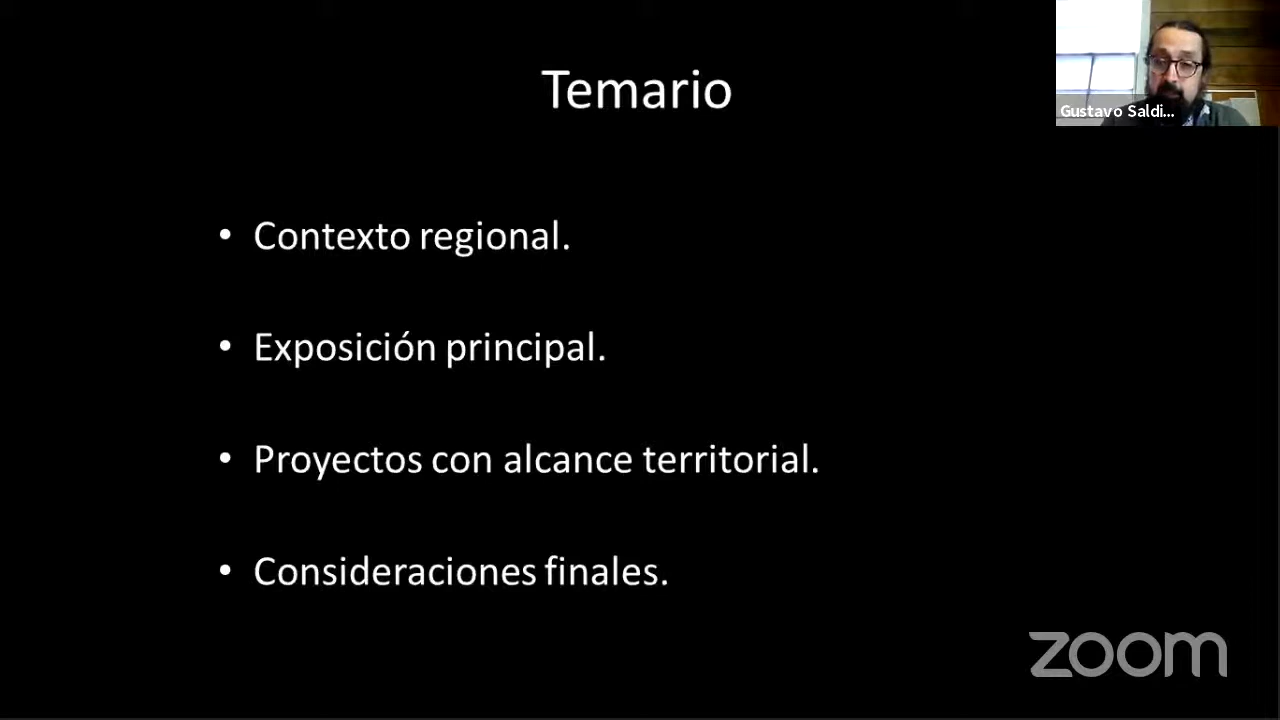 Temario
Gustavo Saldi...
• Contexto regional.
• Exposición principal.
• Proyectos con alcance territorial.
• Consideraciones finales.
zoom